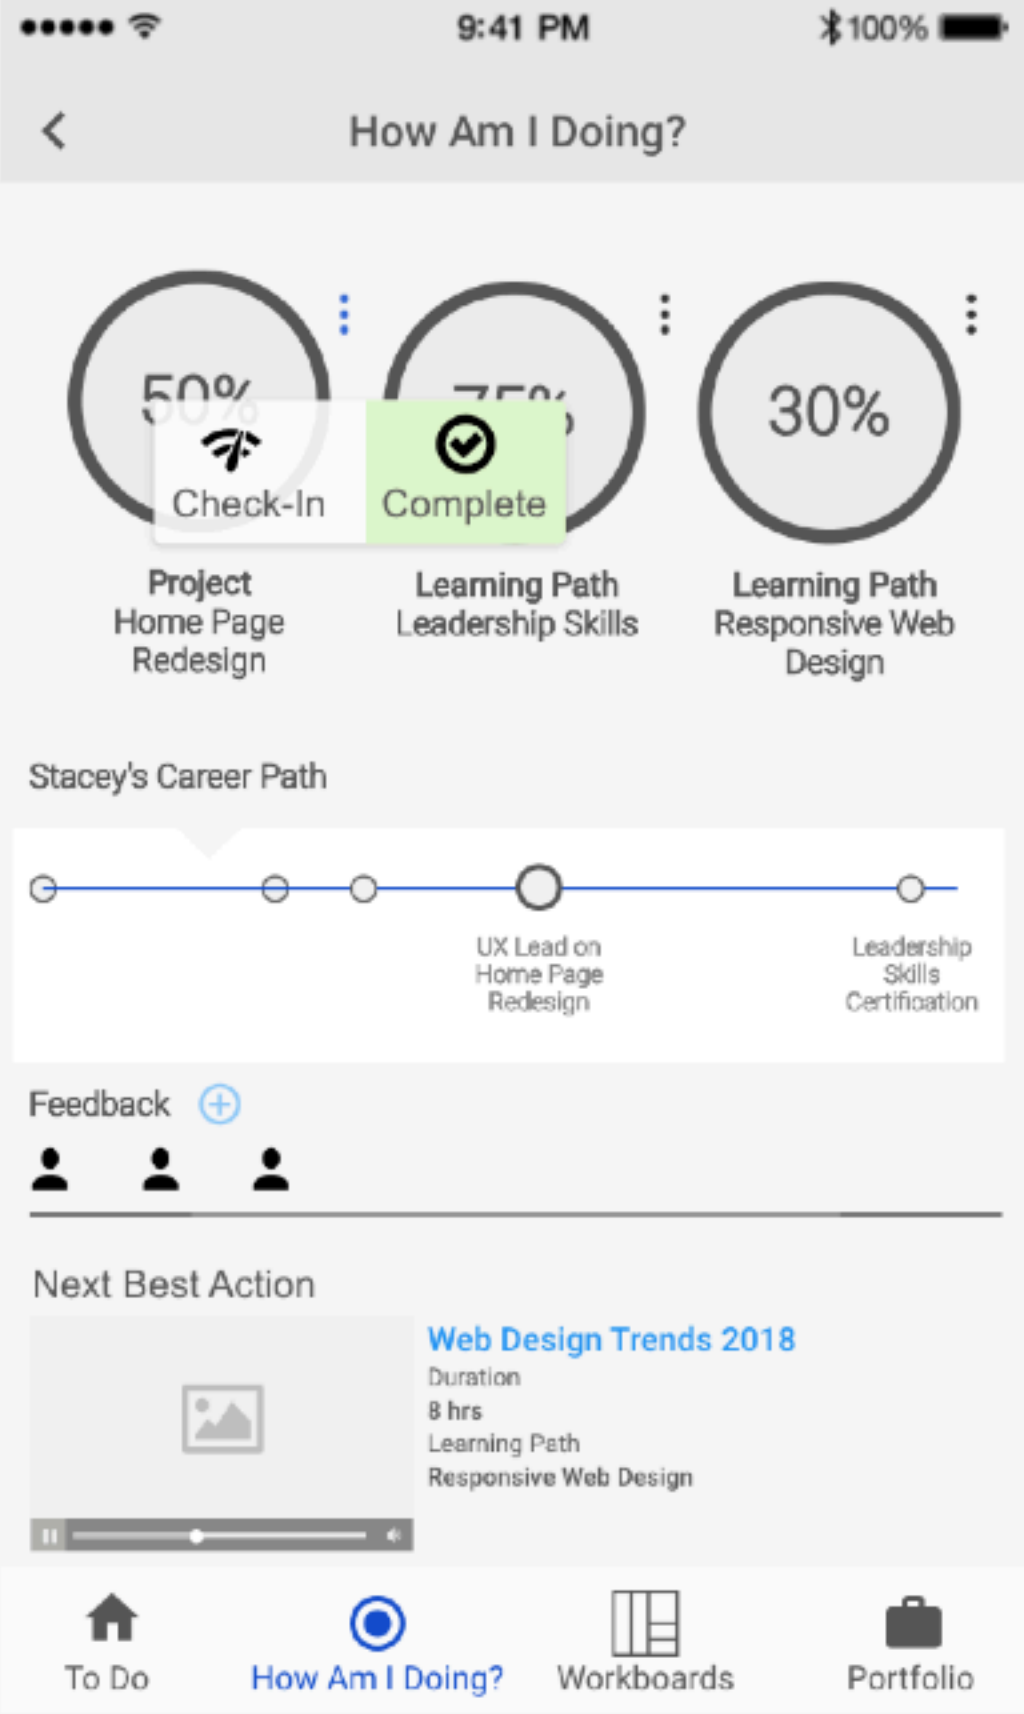 9:41 PM
100%
How Am I Doing?
50%
75%
30%
Check-In
Complete
Project
Home Page
Redesign
Learning Path
Leadership Skills
Learning Path
Responsive Web
Design
Stacey's Career Path
UX Lead on
Home Page
Redesign
Leadership
Skills
Certification
Feedback
Next Best Action
Web Design Trends 2018
Duration
8 hrs
Learning Path
Responsive Web Design
To Do
How Am I Doing?
Workboards
Portfolio